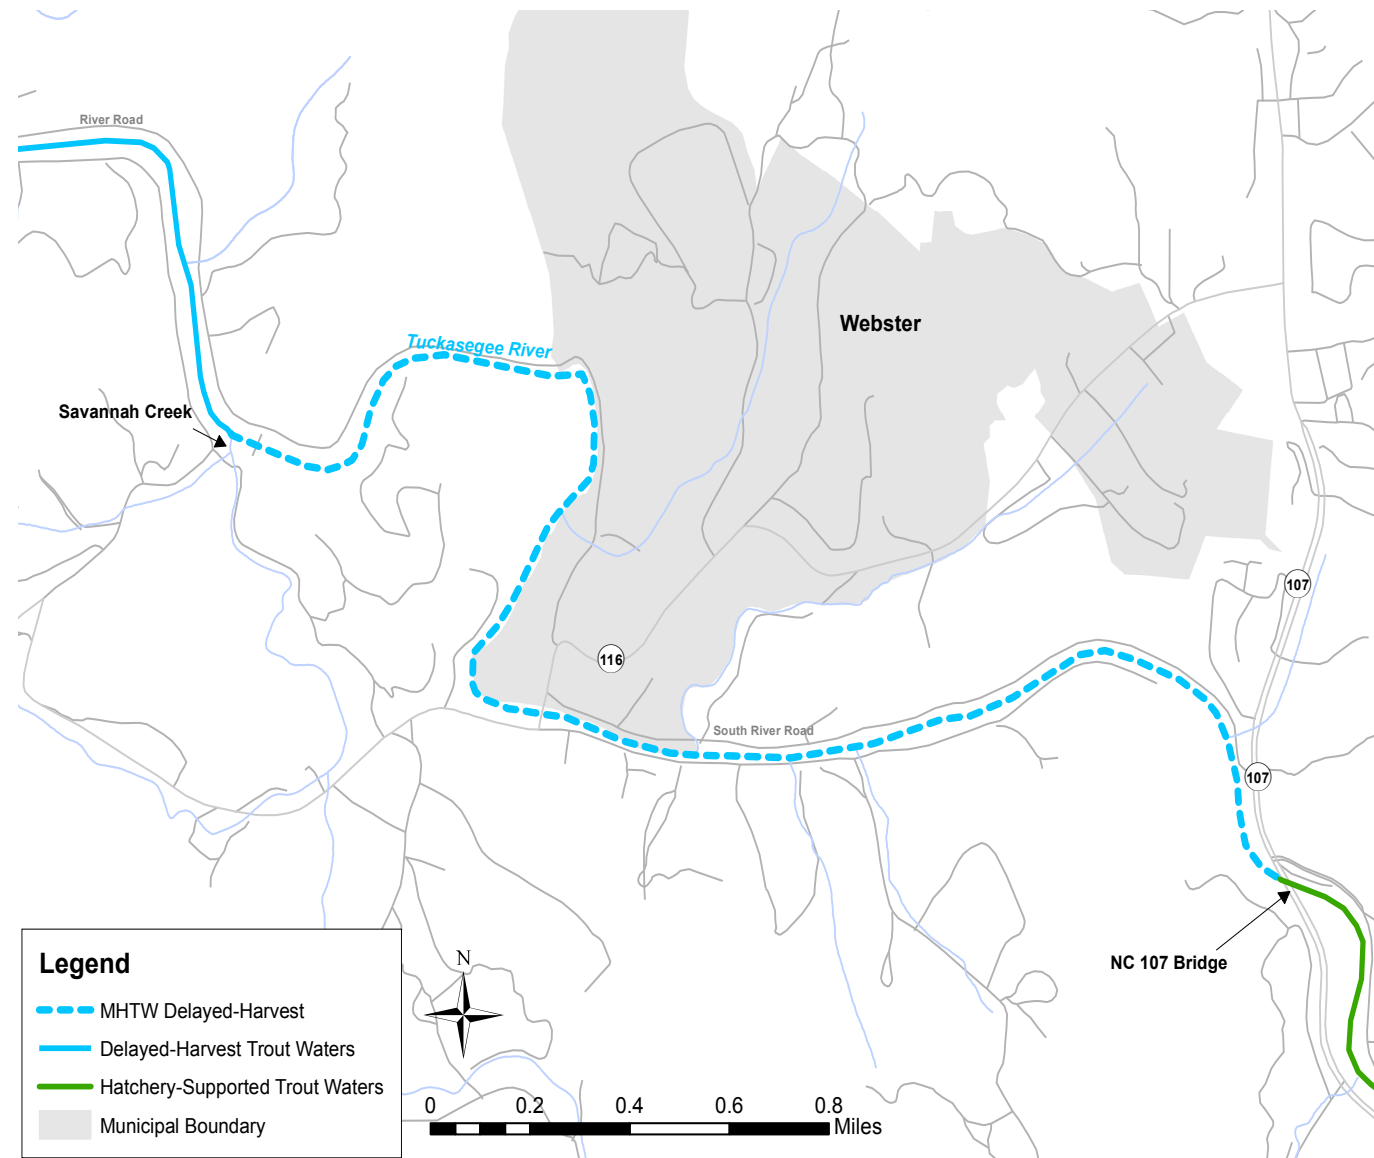 River Road
Tuckasegee River
Webster
Savannah Creek
107
116
South River Road
107
NC 107 Bridge
Legend
MHTW Delayed-Harvest
Delayed-Harvest Trout Waters
Hatchery-Supported Trout Waters
Municipal Boundary
N
0 0.2 0.4 0.6 0.8
Miles